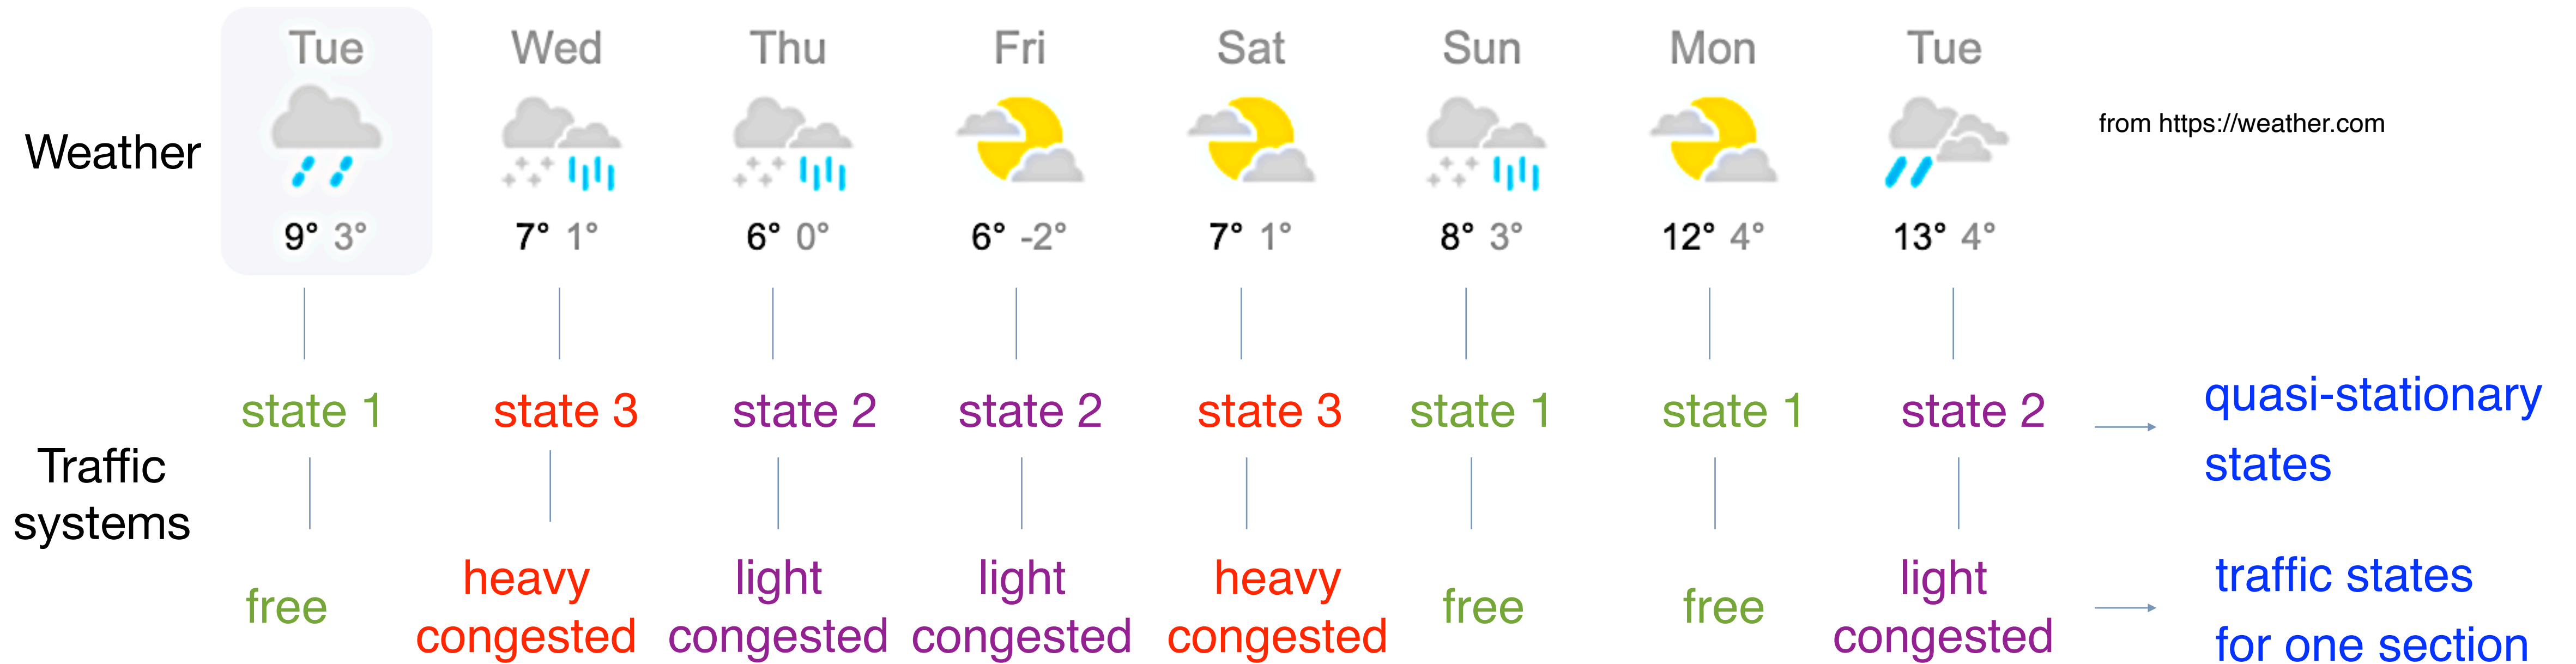 Tue Wed Thu Fri Sat Sun Mon Tue
Weather
from https://weather.com
9° 3° 7° 1° 6° 0° 6° -2° 7° 1° 8° 3° 12° 4° 13° 4°
state 1 state 3 state 2 state 2 state 3 state 1 state 1 state 2
quasi-stationary
states
Traffic
systems
free
heavy
congested
light
congested
light
congested
heavy
congested
free
free
light
congested
traffic states
for one section